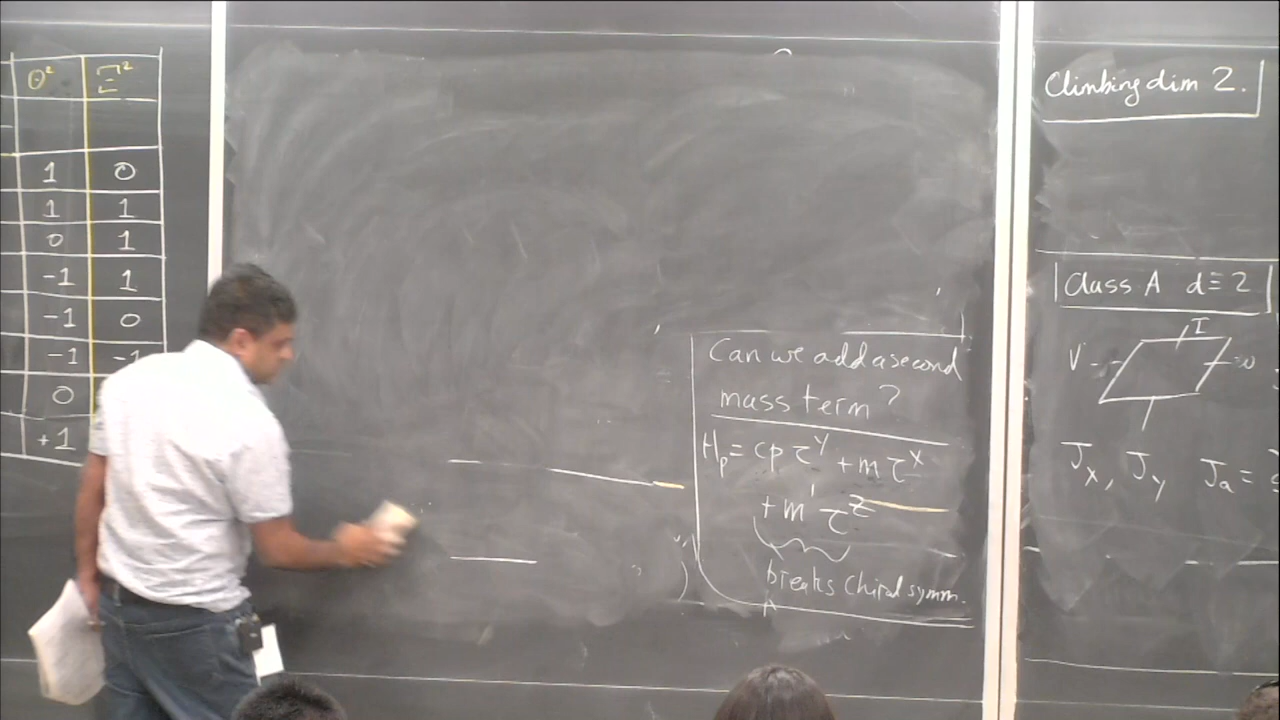 Θ² Ξ²
1 0
1 1
0 1
-1 1
-1 0
-1 -1
0
+1
Can we add a second
mass term?
H_p = cp τ^y + m τ^x
+ m' τ^z
breaks Chiral symm.
Climbing dim 2.
Class A d=2
I
V
J_x, J_y J_a =